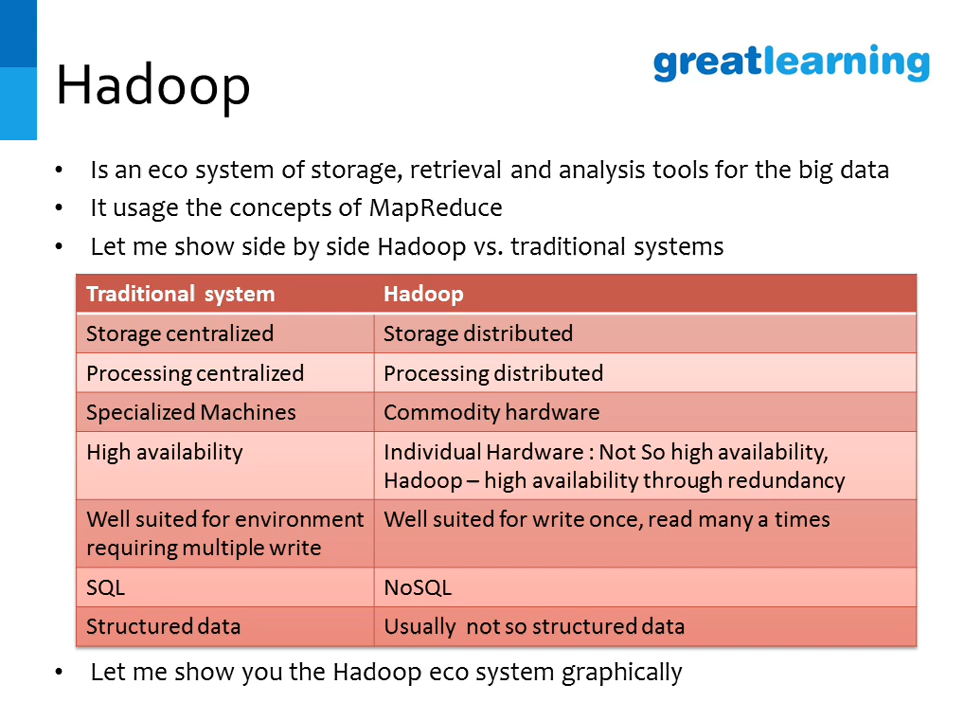 Hadoop
greatlearning
• Is an eco system of storage, retrieval and analysis tools for the big data
• It usage the concepts of MapReduce
• Let me show side by side Hadoop vs. traditional systems
Traditional system Hadoop
Storage centralized Storage distributed
Processing centralized Processing distributed
Specialized Machines Commodity hardware
High availability Individual Hardware : Not So high availability,
Hadoop – high availability through redundancy
Well suited for environment Well suited for write once, read many a times
requiring multiple write
SQL NoSQL
Structured data Usually not so structured data
• Let me show you the Hadoop eco system graphically